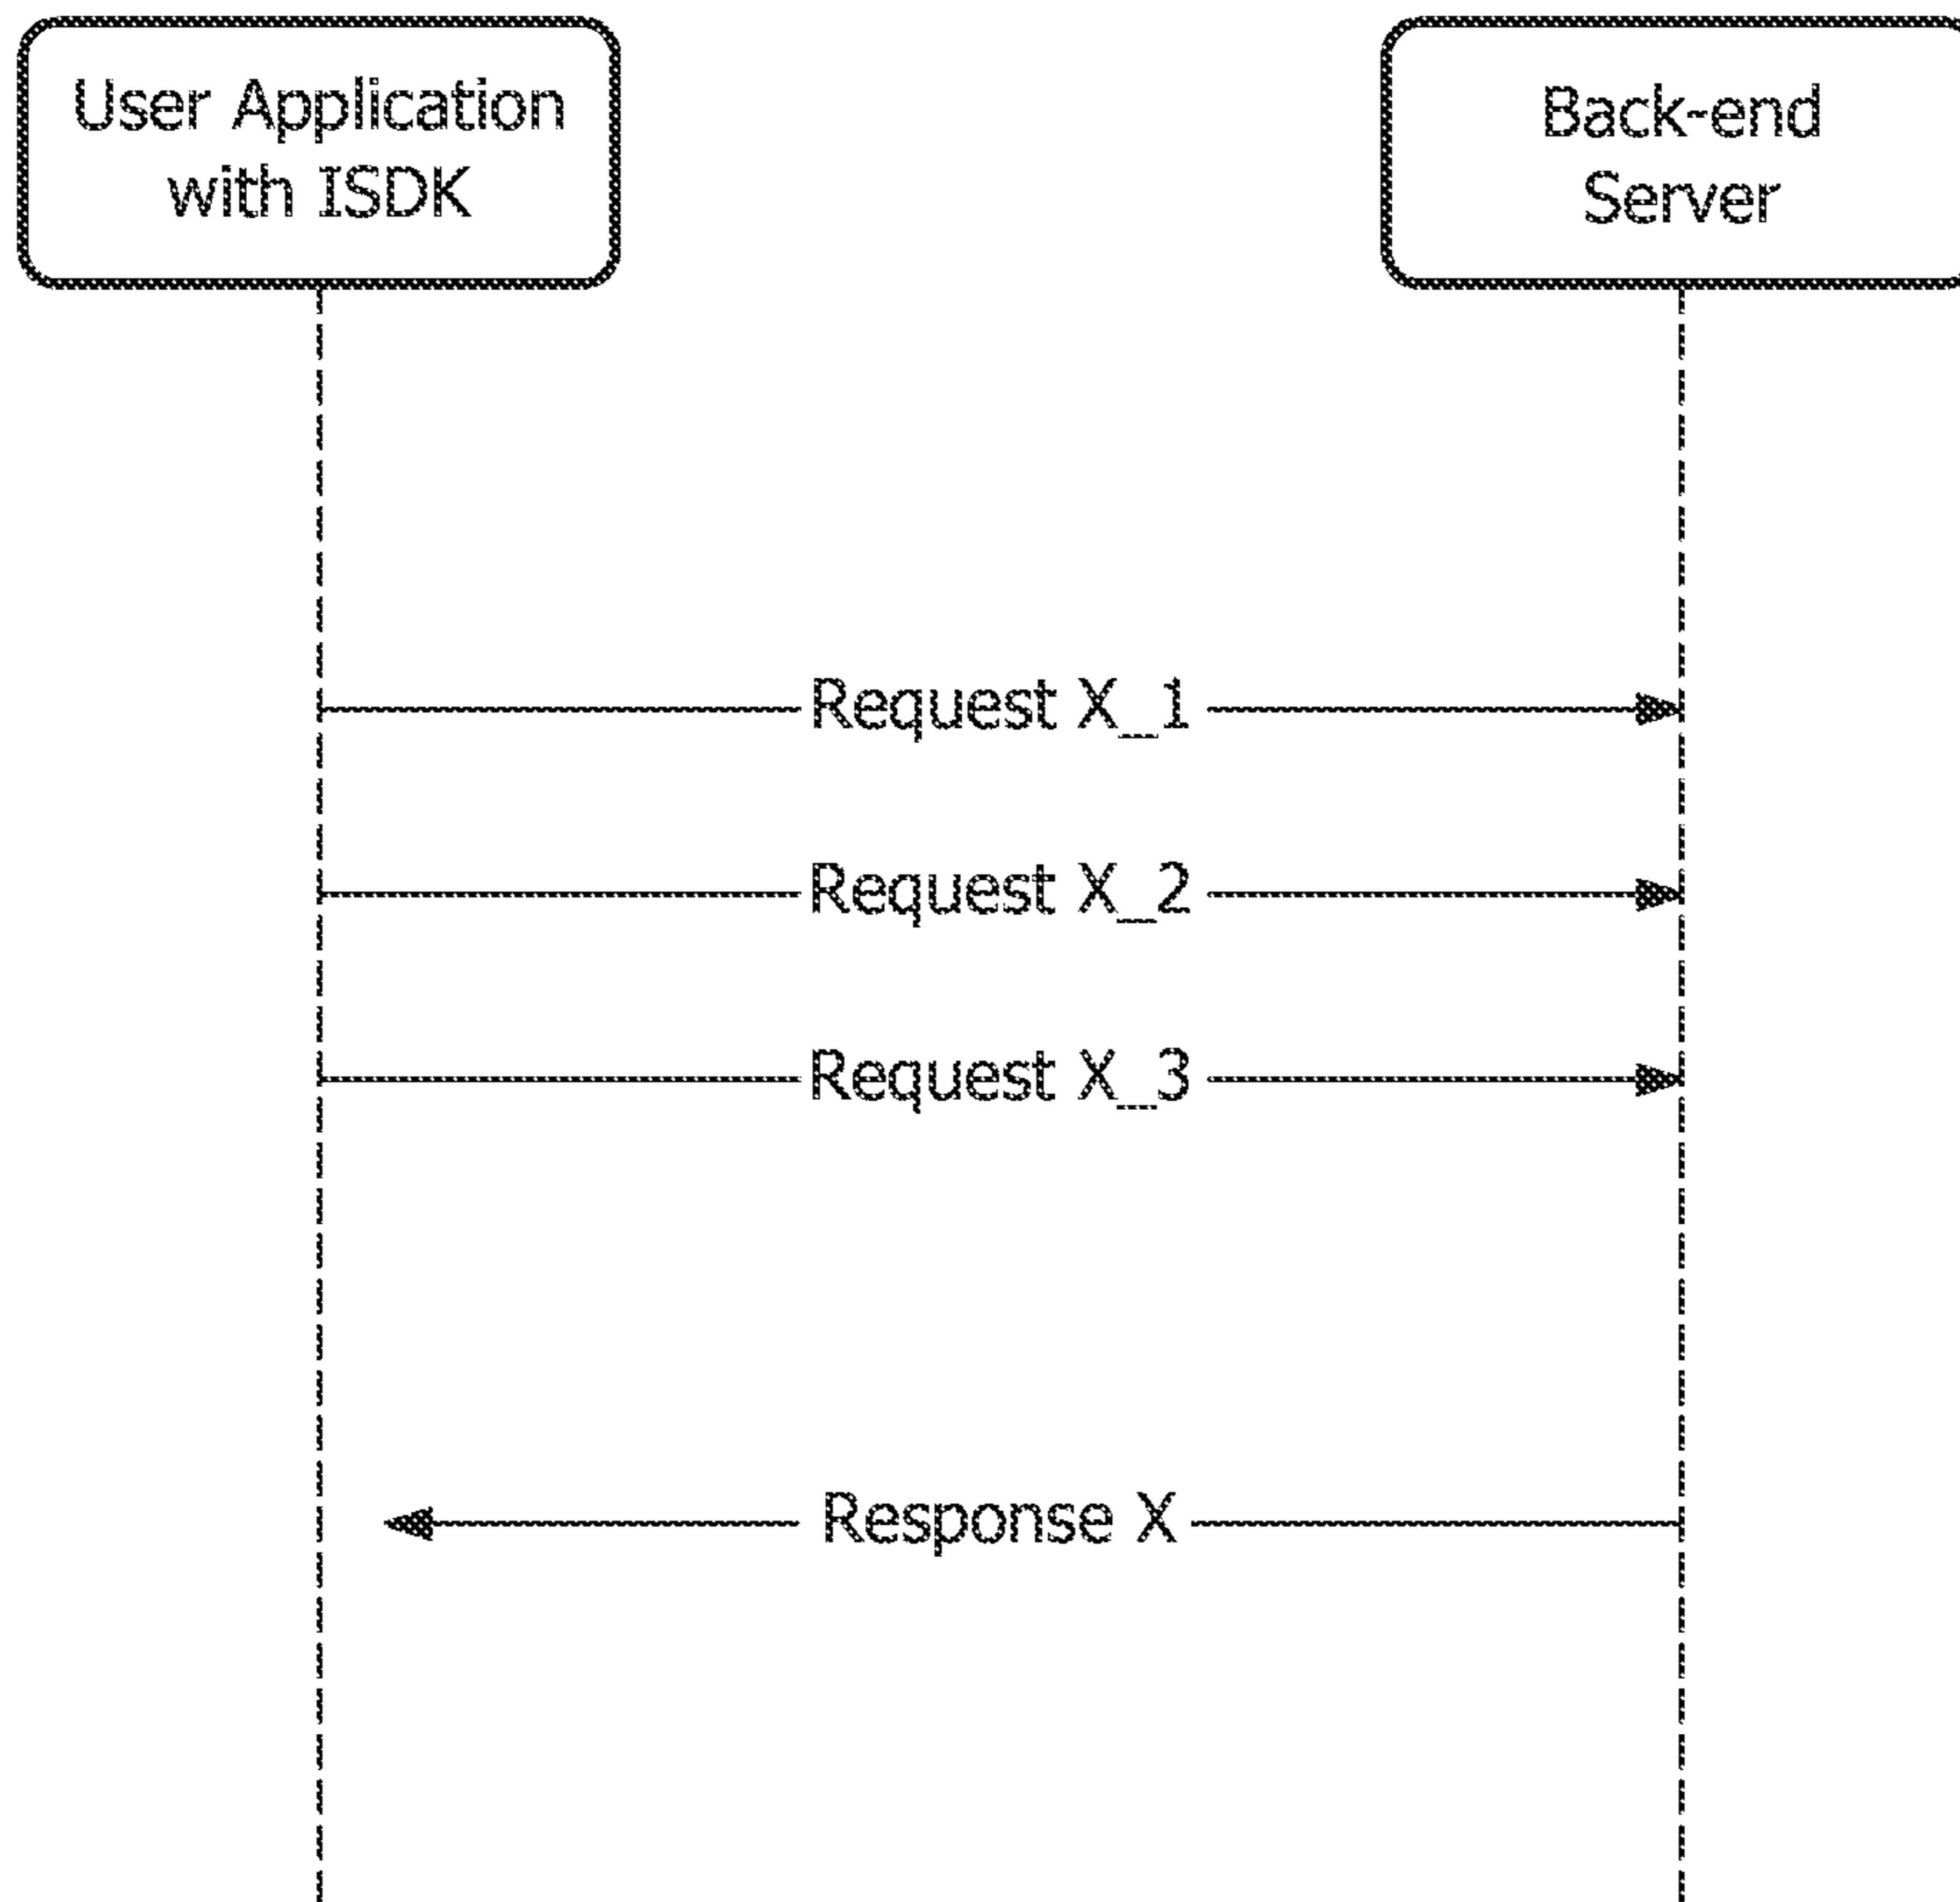 User Application
with ISDK
Back-end
Server
Request X_1
Request X_2
Request X_3
Response X